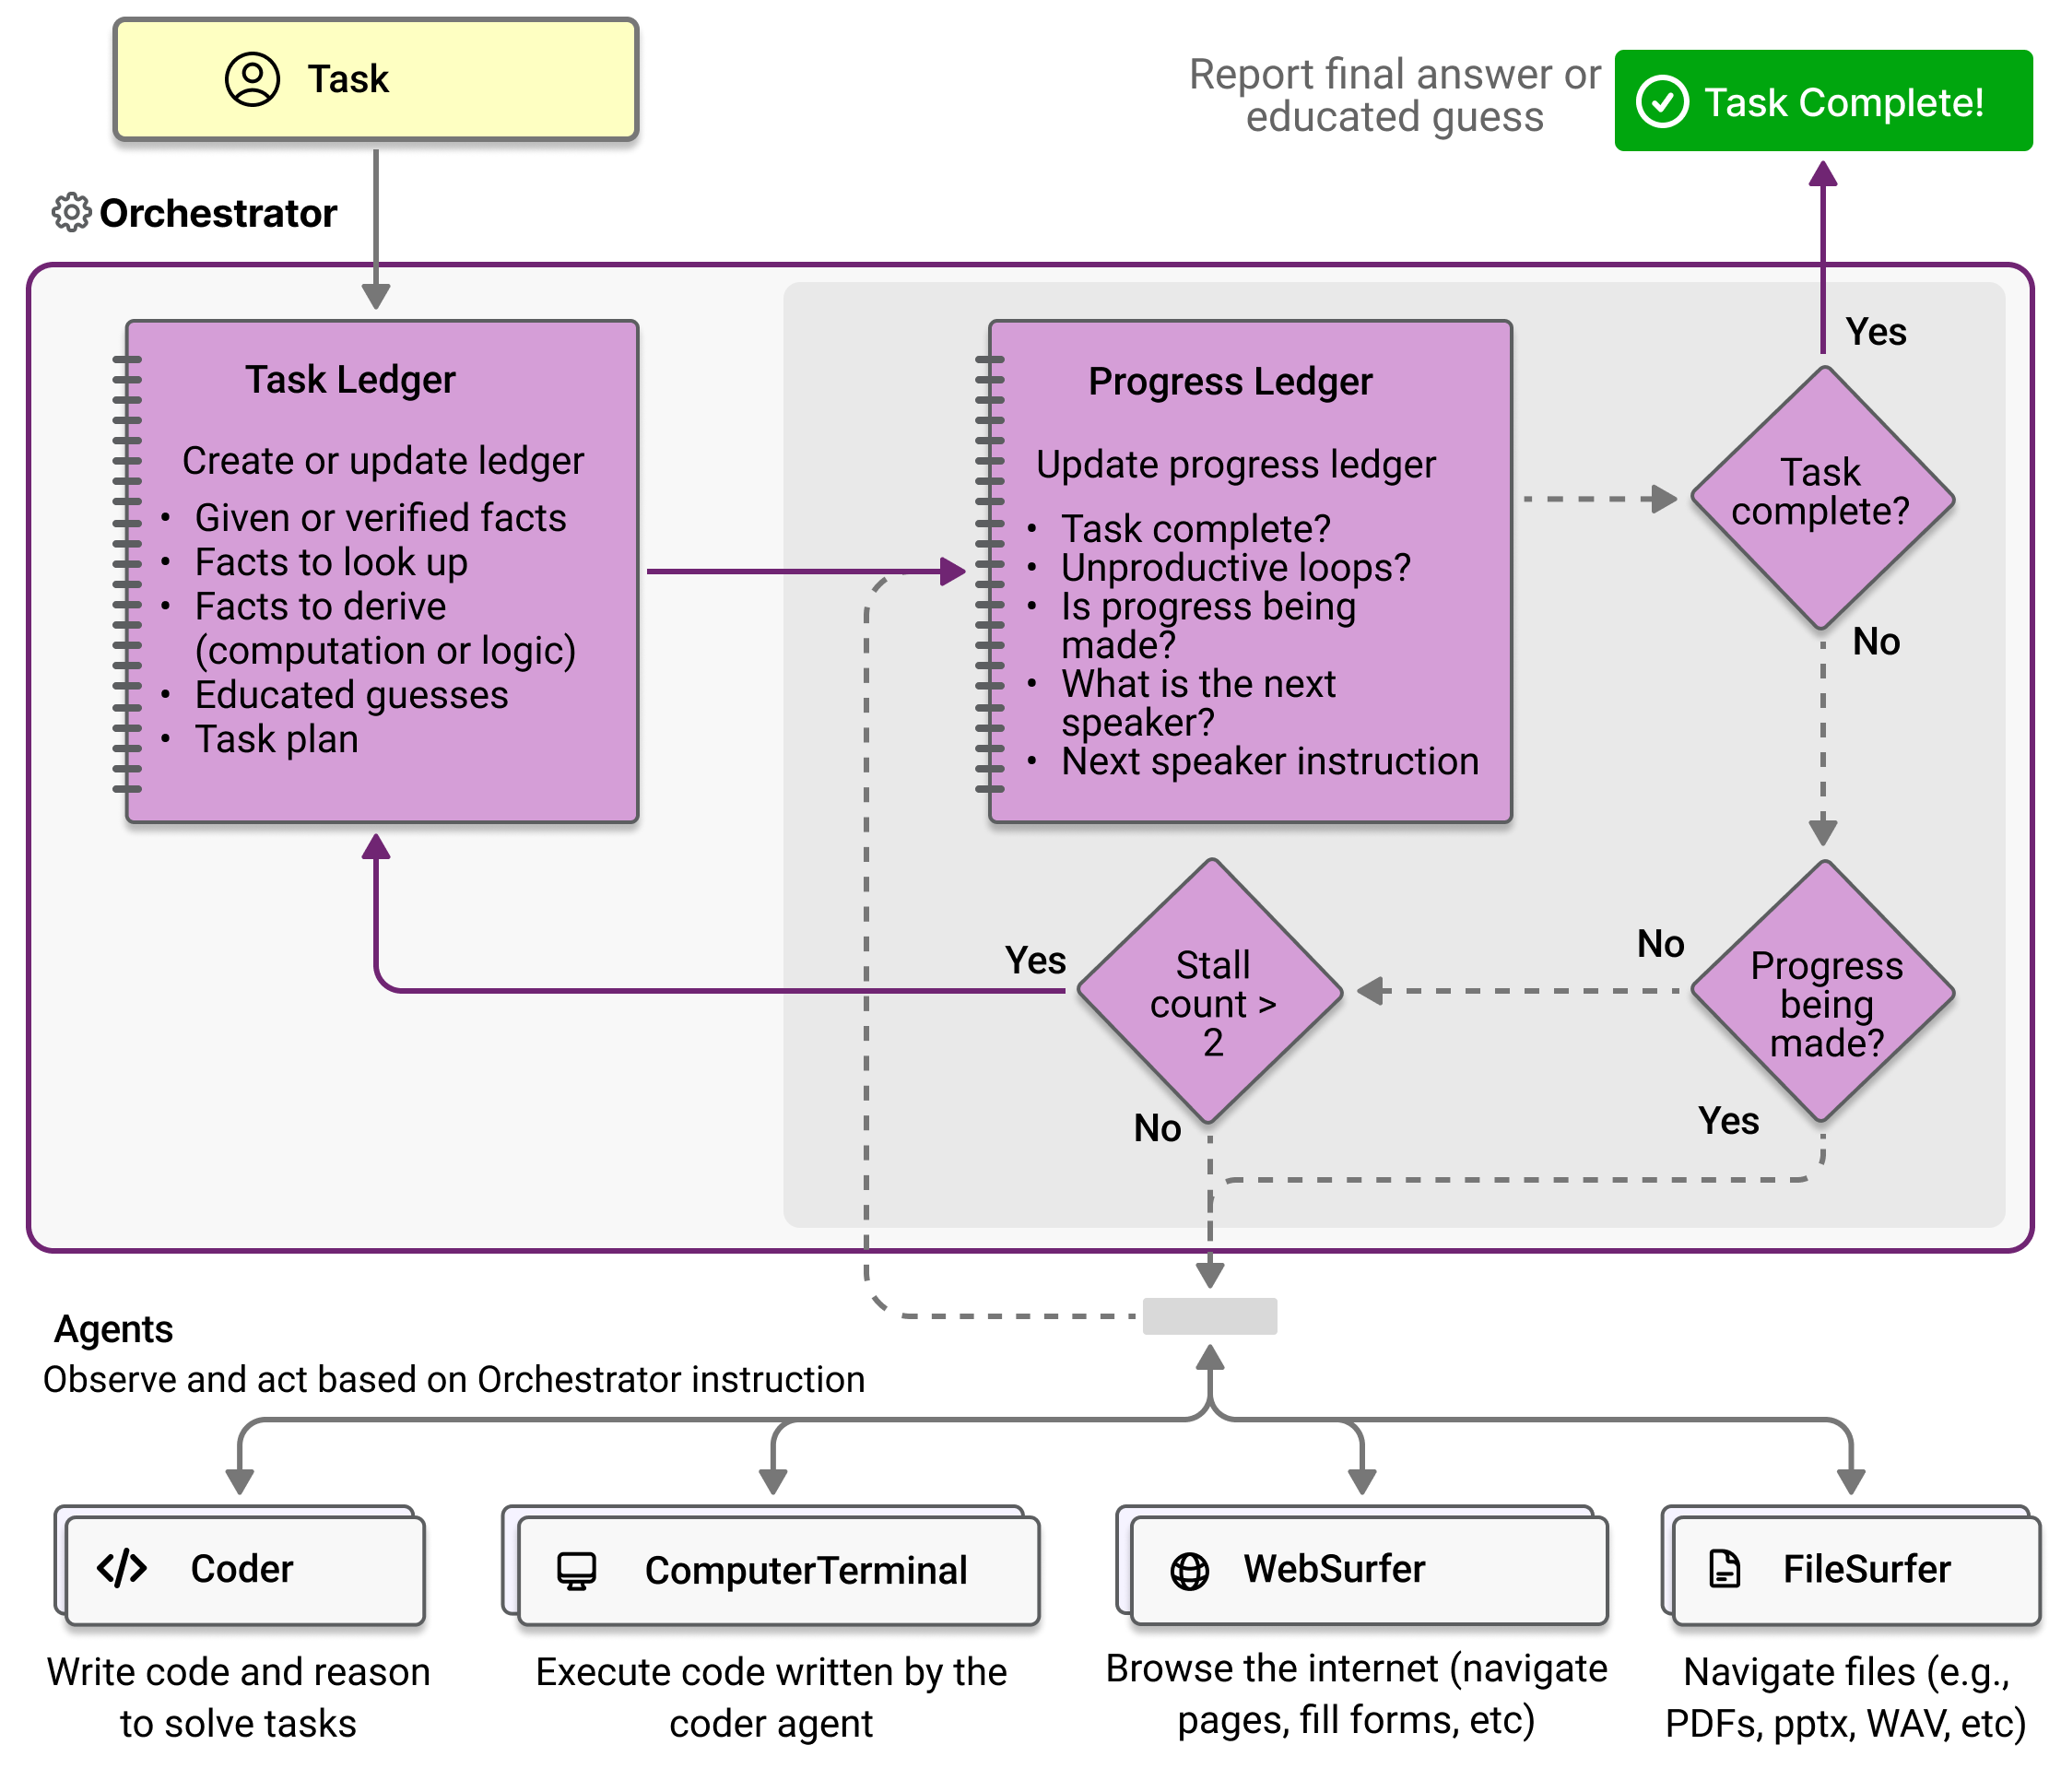 Task
Report final answer or
educated guess
Task Complete!
Orchestrator
Task Ledger
Create or update ledger
• Given or verified facts
• Facts to look up
• Facts to derive
(computation or logic)
• Educated guesses
• Task plan
Progress Ledger
Update progress ledger
• Task complete?
• Unproductive loops?
• Is progress being
made?
• What is the next
speaker?
• Next speaker instruction
Yes
Task
complete?
No
Progress
being
made?
No
Yes
Stall
count >
2
Yes
No
Agents
Observe and act based on Orchestrator instruction
Coder
Write code and reason
to solve tasks
ComputerTerminal
Execute code written by the
coder agent
WebSurfer
Browse the internet (navigate
pages, fill forms, etc)
FileSurfer
Navigate files (e.g.,
PDFs, pptx, WAV, etc)